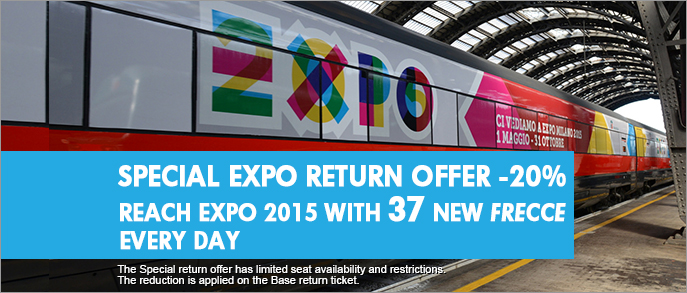 EXPO
CI VEDIAMO A EXPO MILANO 2015
1 MAGGIO - 31 OTTOBRE
SPECIAL EXPO RETURN OFFER -20%
REACH EXPO 2015 WITH 37 NEW FRECCE
EVERY DAY
The Special return offer has limited seat availability and restrictions.
The reduction is applied on the Base return ticket.